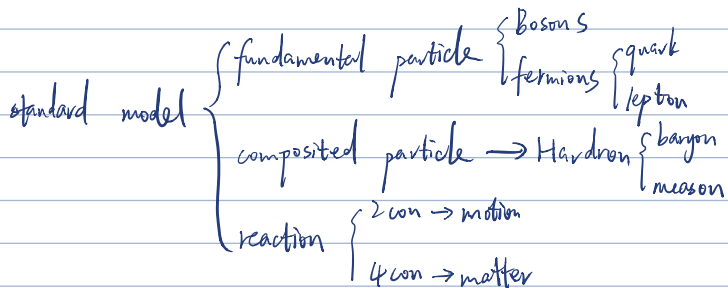 Bosons
fundamental particle
fermions
quark
lepton
standard model
composited particle → Hardron
baryon
meason
2 con → motion
reaction
4 con → matter